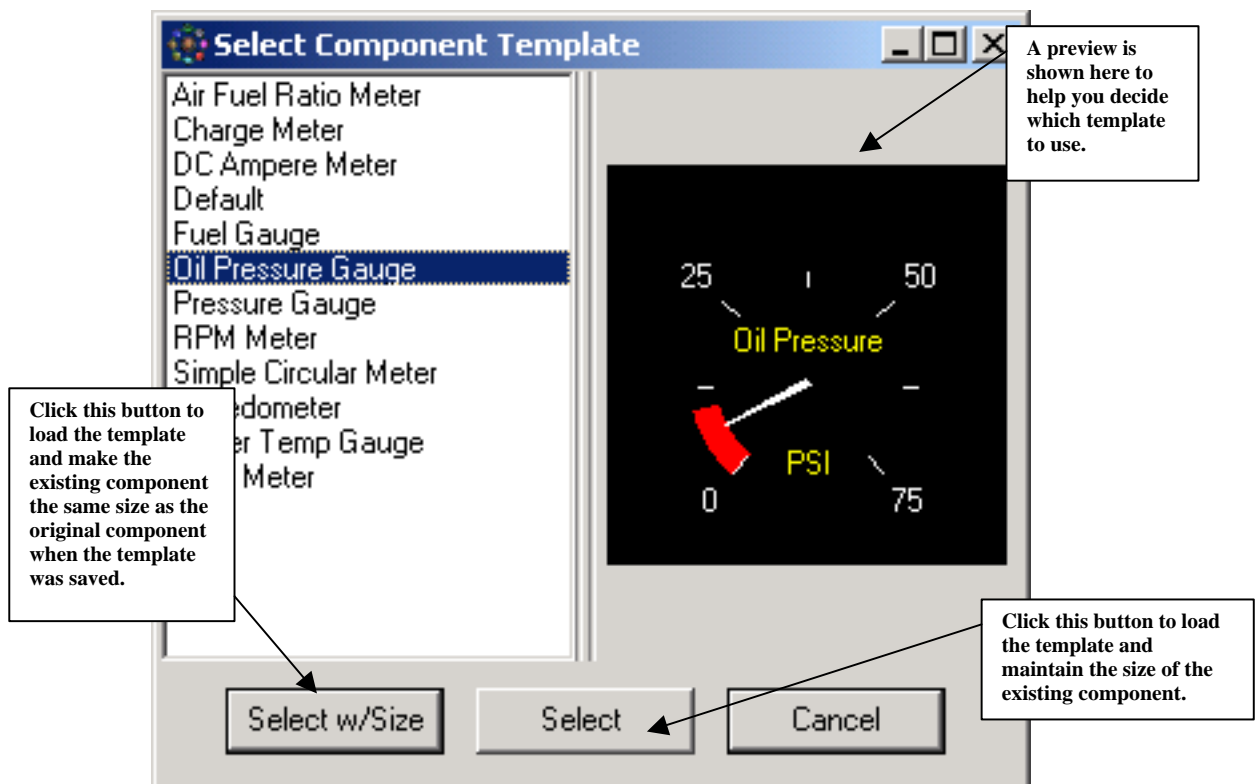 Select Component Template
A preview is
shown here to
help you decide
which template
to use.
Air Fuel Ratio Meter
Charge Meter
DC Ampere Meter
Default
Fuel Gauge
Oil Pressure Gauge
Pressure Gauge
RPM Meter
Simple Circular Meter
edometer
er Temp Gauge
Meter
25
50
Oil Pressure
PSI
0
75
Click this button to
load the template
and make the
existing component
the same size as the
original component
when the template
was saved.
Click this button to load
the template and
maintain the size of the
existing component.
Select w/Size
Select
Cancel